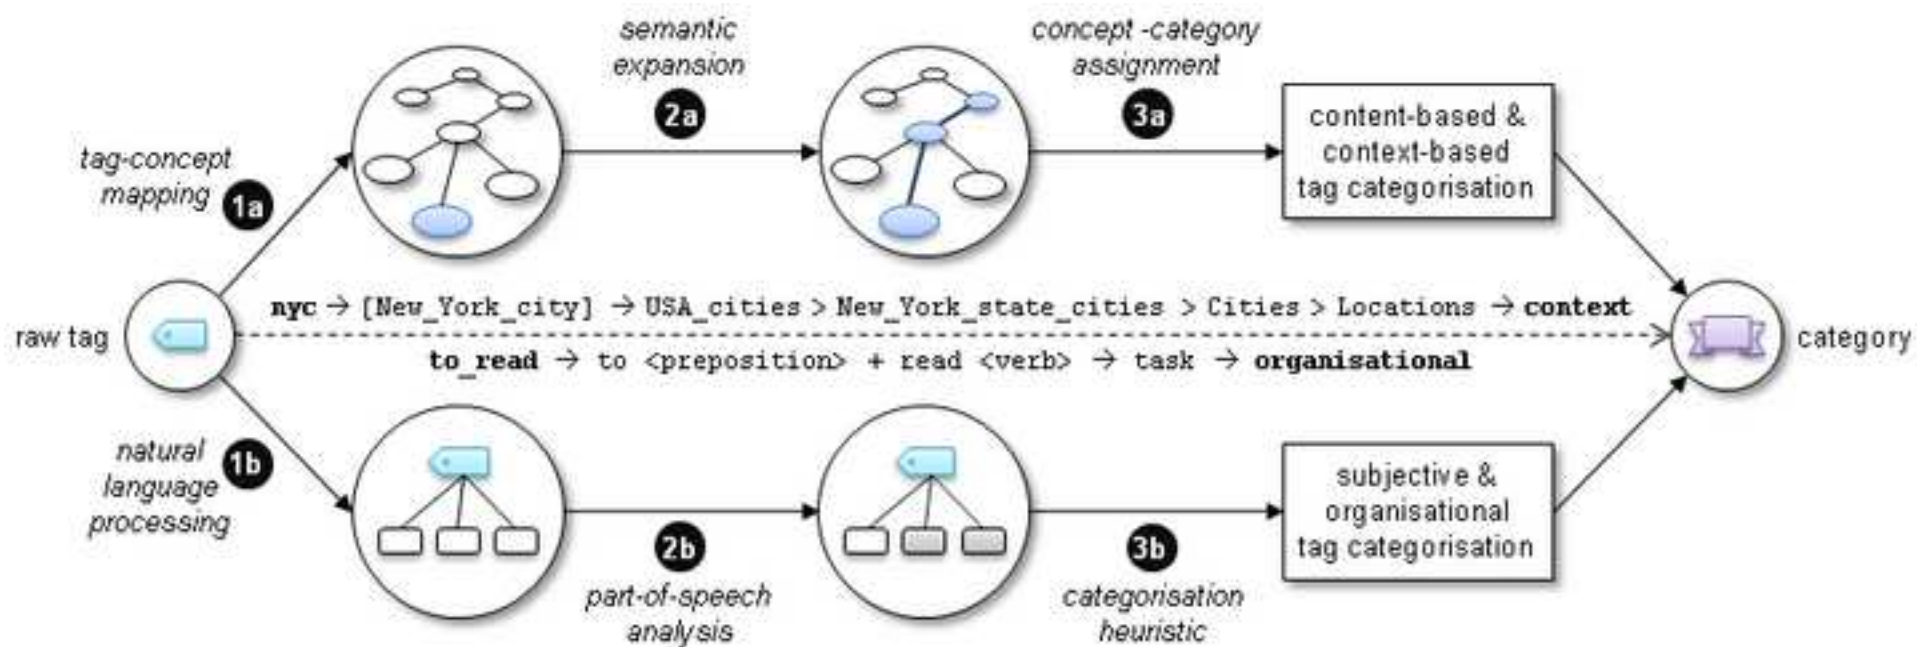 semantic
expansion
2a
concept -category
assignment
3a
content-based &
context-based
tag categorisation
tag-concept
mapping
1a
nyc → [New_York_city] → USA_cities > New_York_state_cities > Cities > Locations → context
raw tag
category
to_read → to <preposition> + read <verb> → task → organisational
natural
language
processing
1b
2b
part-of-speech
analysis
3b
categorisation
heuristic
subjective &
organisational
tag categorisation